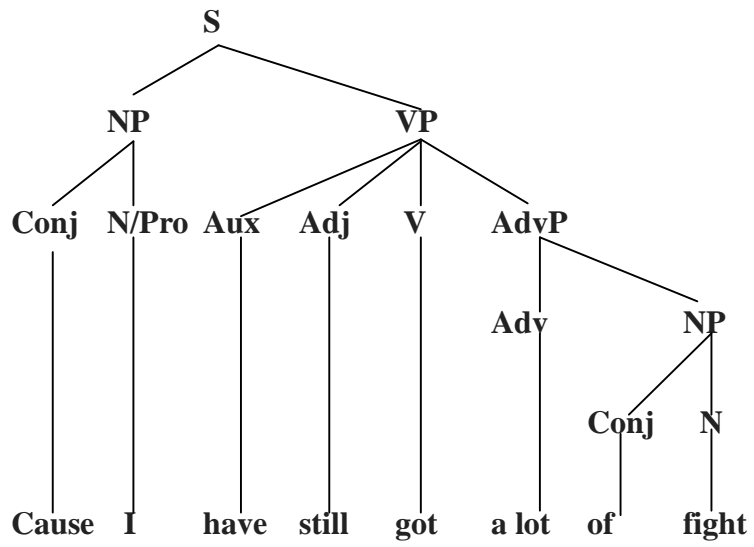 S
NP VP
Conj N/Pro Aux Adj V AdvP
Adv NP
Conj N
Cause I have still got a lot of fight